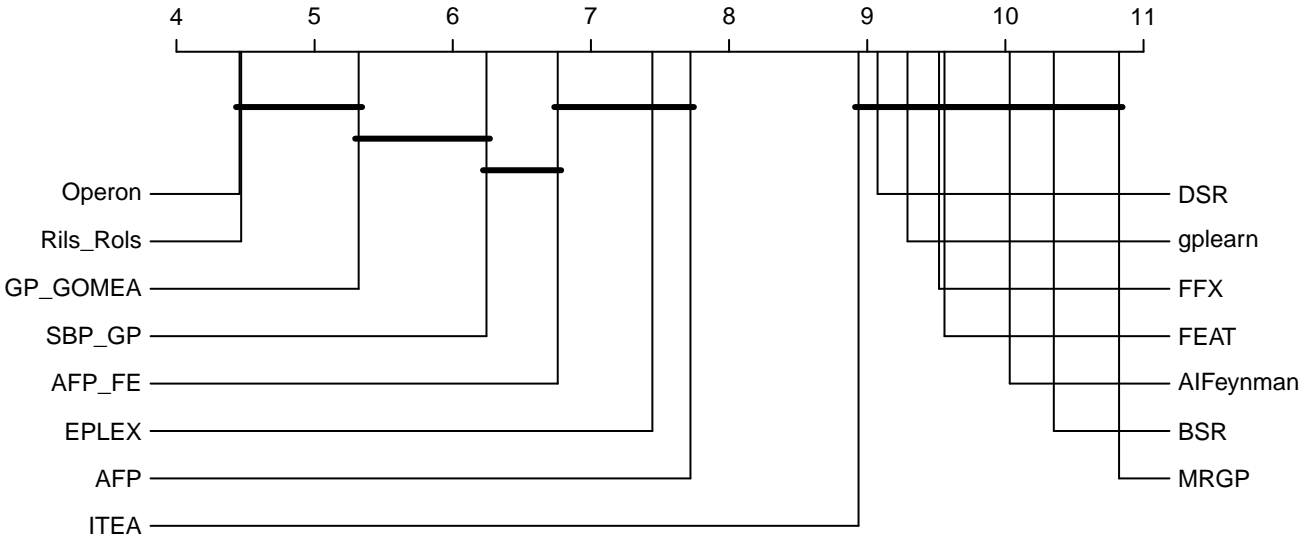 4 5 6 7 8 9 10 11
Operon DSR
Rils_Rols gplearn
GP_GOMEA FFX
SBP_GP FEAT
AFP_FE AIFeynman
EPLEX BSR
AFP MRGP
ITEA